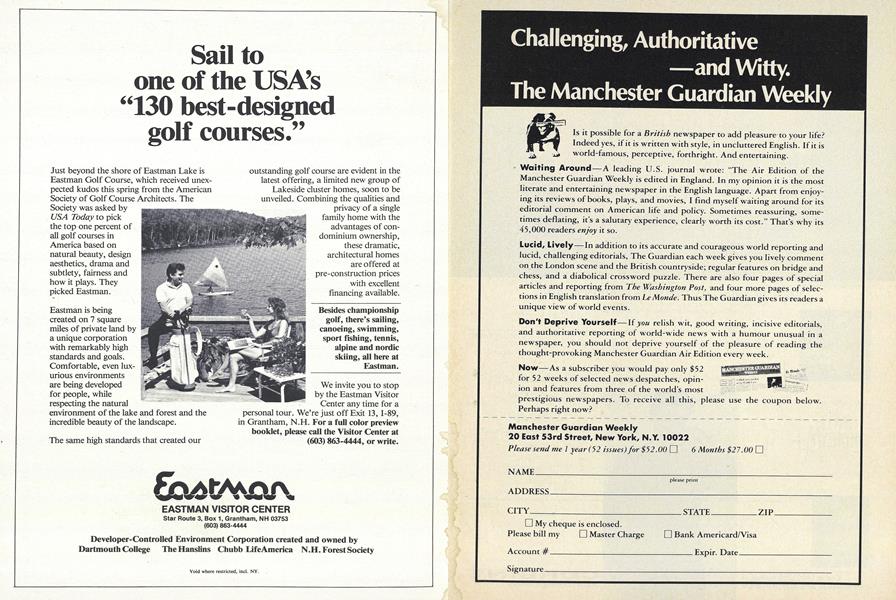 Sail to
one of the USA's
"130 best-designed
golf courses."
Just beyond the shore of Eastman Lake is
Eastman Golf Course, which received unex-
pected kudos this spring from the American
Society of Golf Course Architects. The
Society was asked by
USA Today to pick
the top one percent of
all golf courses in
America based on
natural beauty, design
aesthetics, drama and
subtlety, fairness and
how it plays. They
picked Eastman.
Eastman is being
created on 7 square
miles of private land by
a unique corporation
with remarkably high
standards and goals.
Comfortable, even lux-
urious environments
are being developed
for people, while
respecting the natural
environment of the lake and forest and the
incredible beauty of the landscape.
The same high standards that created our
outstanding golf course are evident in the
latest offering, a limited new group of
Lakeside cluster homes, soon to be
unveiled. Combining the qualities and
privacy of a single
family home with the
advantages of con-
dominium ownership,
these dramatic,
architectural homes
are offered at
pre-construction prices
with excellent
financing available.
Besides championship
golf, there's sailing,
canoeing, swimming,
sport fishing, tennis,
alpine and nordic
skiing, all here at
Eastman.
We invite you to stop
by the Eastman Visitor
Center any time for a
personal tour. We're just off Exit 13, I-89,
in Grantham, N.H. For a full color preview
booklet, please call the Visitor Center at
(603) 863-4444, or write.
Eastman
EASTMAN VISITOR CENTER
Star Route 3, Box 1, Grantham, NH 03753
(603) 863-4444
Developer-Controlled Environment Corporation created and owned by
Dartmouth College The Hanslins Chubb LifeAmerica N.H. Forest Society
Void where restricted, incl. NY.
Challenging, Authoritative
—and Witty.
The Manchester Guardian Weekly
Is it possible for a British newspaper to add pleasure to your life?
Indeed yes, if it is written with style, in uncluttered English. If it is
world-famous, perceptive, forthright. And entertaining.
Waiting Around—A leading U.S. journal wrote: "The Air Edition of the
Manchester Guardian Weekly is edited in England. In my opinion it is the most
literate and entertaining newspaper in the English language. Apart from enjoy-
ing its reviews of books, plays, and movies, I find myself waiting around for its
editorial comment on American life and policy. Sometimes reassuring, some-
times deflating, it's a salutary experience, clearly worth its cost." That's why its
45,000 readers enjoy it so.
Lucid, Lively—In addition to its accurate and courageous world reporting and
lucid, challenging editorials, The Guardian each week gives you lively comment
on the London scene and the British countryside; regular features on bridge and
chess, and a diabolical crossword puzzle. There are also four pages of special
articles and reporting from The Washington Post, and four more pages of selec-
tions in English translation from Le Monde. Thus The Guardian gives its readers a
unique view of world events.
Don't Deprive Yourself—If you relish wit, good writing, incisive editorials,
and authoritative reporting of world-wide news with a humour unusual in a
newspaper, you should not deprive yourself of the pleasure of reading the
thought-provoking Manchester Guardian Air Edition every week.
Now—As a subscriber you would pay only $52
for 52 weeks of selected news despatches, opin-
ion and features from three of the world's most
prestigious newspapers. To receive all this, please use the coupon below.
Perhaps right now?
MANCHESTER GUARDIAN
Manchester Guardian Weekly
20 East 53rd Street, New York, N.Y. 10022
Please send me 1 year (52 issues) for $52.00 6 Months $27.00
NAME
please print
ADDRESS
CITY STATE ZIP
My cheque is enclosed.
Please bill my Master Charge Bank Americard/Visa
Account # Expir. Date
Signature